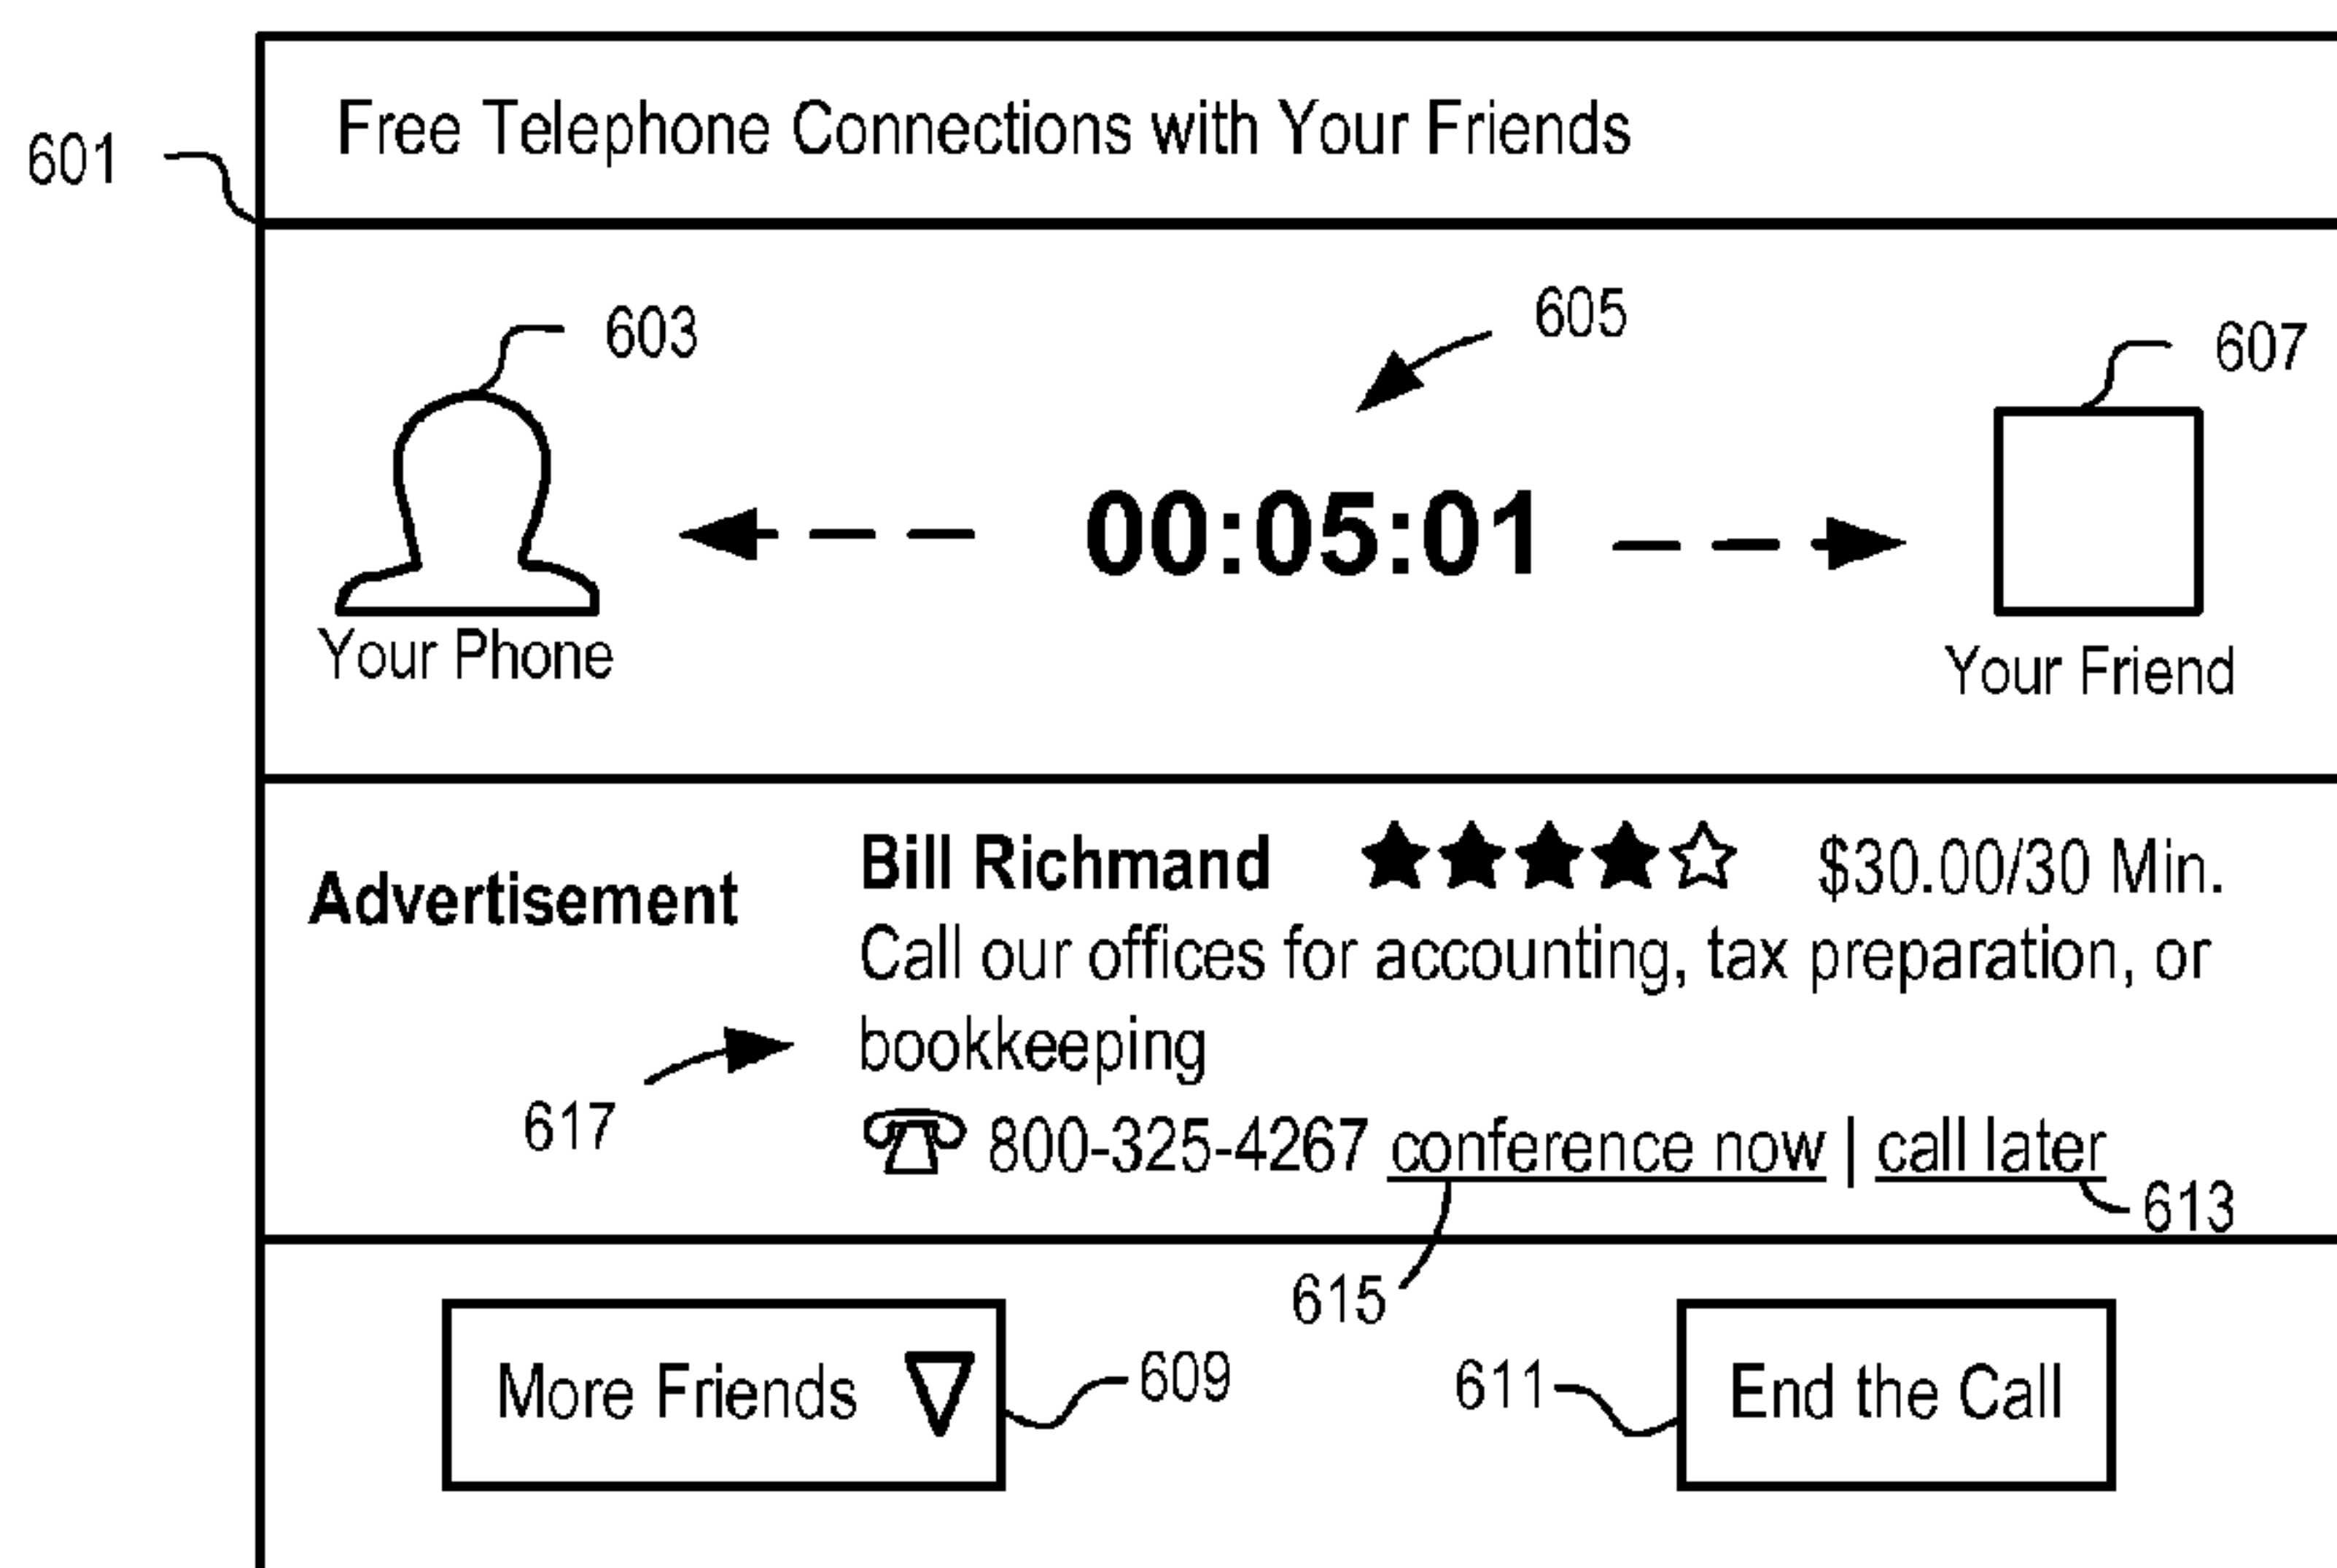 Free Telephone Connections with Your Friends
601
603
605
607
00:05:01
Your Phone
Your Friend
Advertisement
Bill Richmand ★★★★☆ $30.00/30 Min.
Call our offices for accounting, tax preparation, or
bookkeeping
617
800-325-4267 conference now | call later
613
615
More Friends
609
611
End the Call